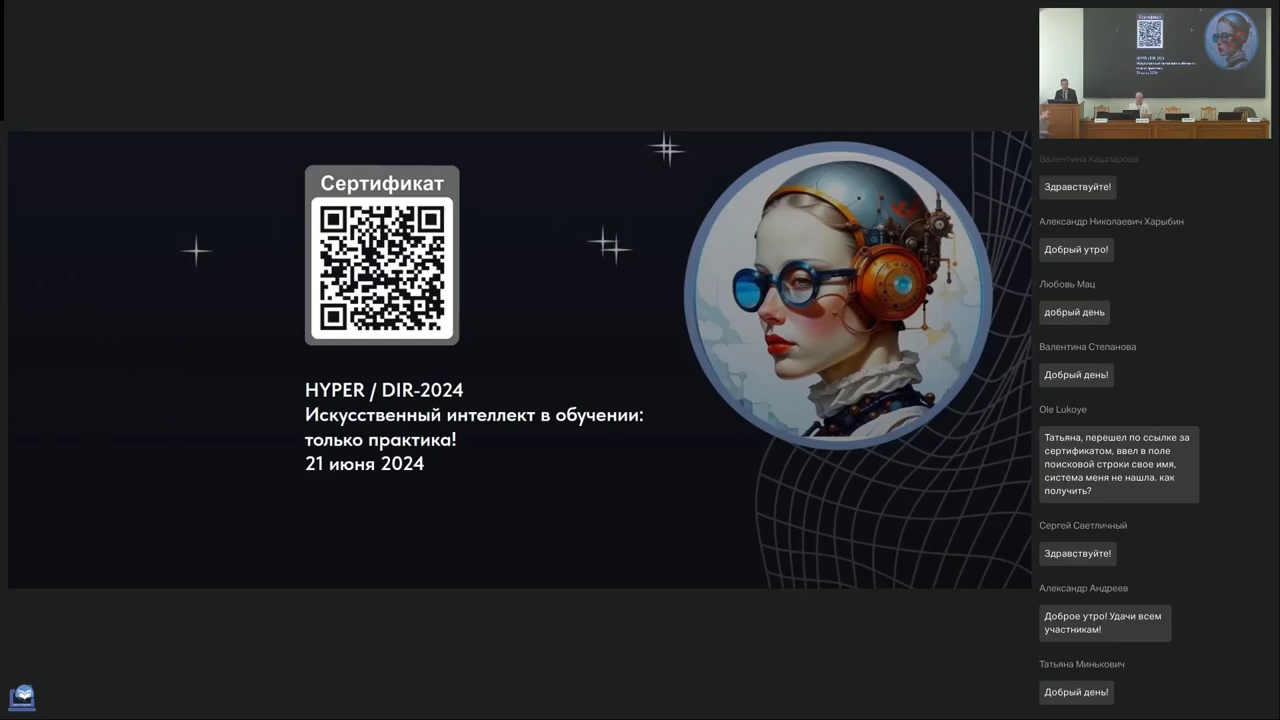 Сертификат
HYPER / DIR-2024
Искусственный интеллект в обучении:
только практика!
21 июня 2024
Валентина Кашпарова
Здравствуйте!
Александр Николаевич Харыбин
Добрый утро!
Любовь Мац
добрый день
Валентина Степанова
Добрый день!
Ole Lukoye
Татьяна, перешел по ссылке за
сертификатом, ввел в поле
поисковой строки свое имя,
система меня не нашла. как
получить?
Сергей Светличный
Здравствуйте!
Александр Андреев
Доброе утро! Удачи всем
участникам!
Татьяна Минькович
Добрый день!